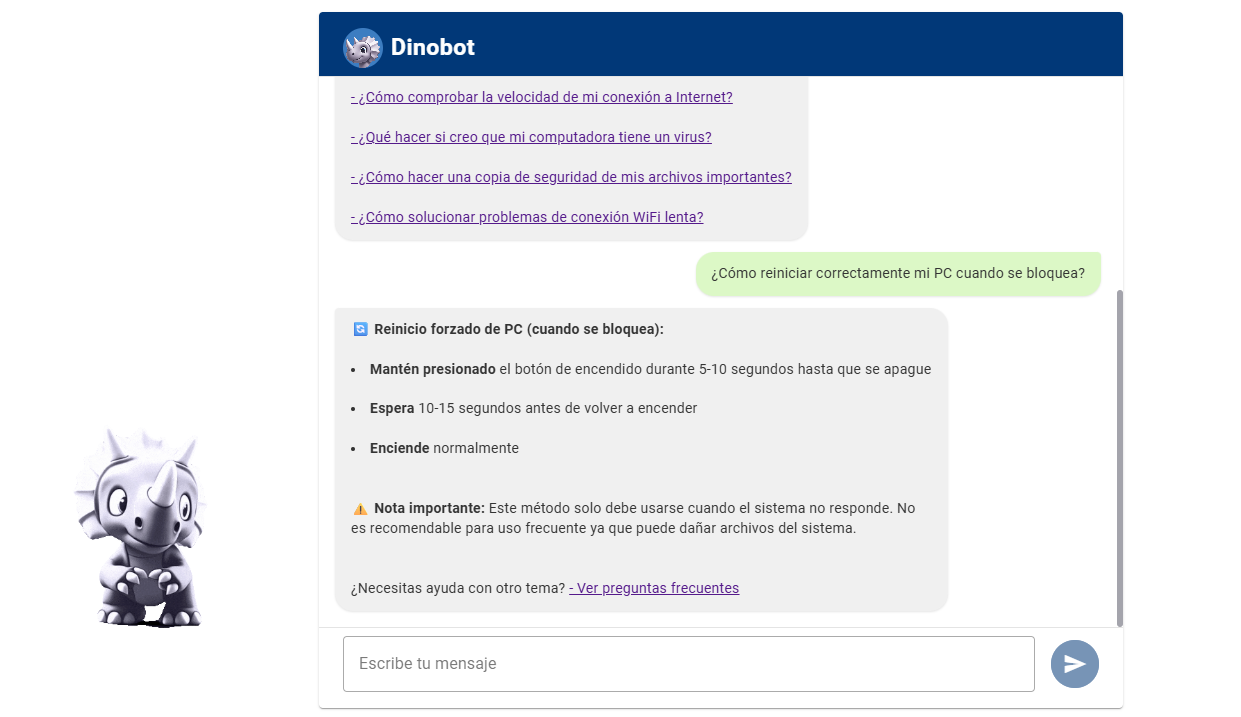 Dinobot
- ¿Cómo comprobar la velocidad de mi conexión a Internet?
- ¿Qué hacer si creo que mi computadora tiene un virus?
- ¿Cómo hacer una copia de seguridad de mis archivos importantes?
- ¿Cómo solucionar problemas de conexión WiFi lenta?
¿Cómo reiniciar correctamente mi PC cuando se bloquea?
🔄 Reinicio forzado de PC (cuando se bloquea):
• Mantén presionado el botón de encendido durante 5-10 segundos hasta que se apague
• Espera 10-15 segundos antes de volver a encender
• Enciende normalmente
⚠️ Nota importante: Este método solo debe usarse cuando el sistema no responde. No
es recomendable para uso frecuente ya que puede dañar archivos del sistema.
¿Necesitas ayuda con otro tema? - Ver preguntas frecuentes
Escribe tu mensaje